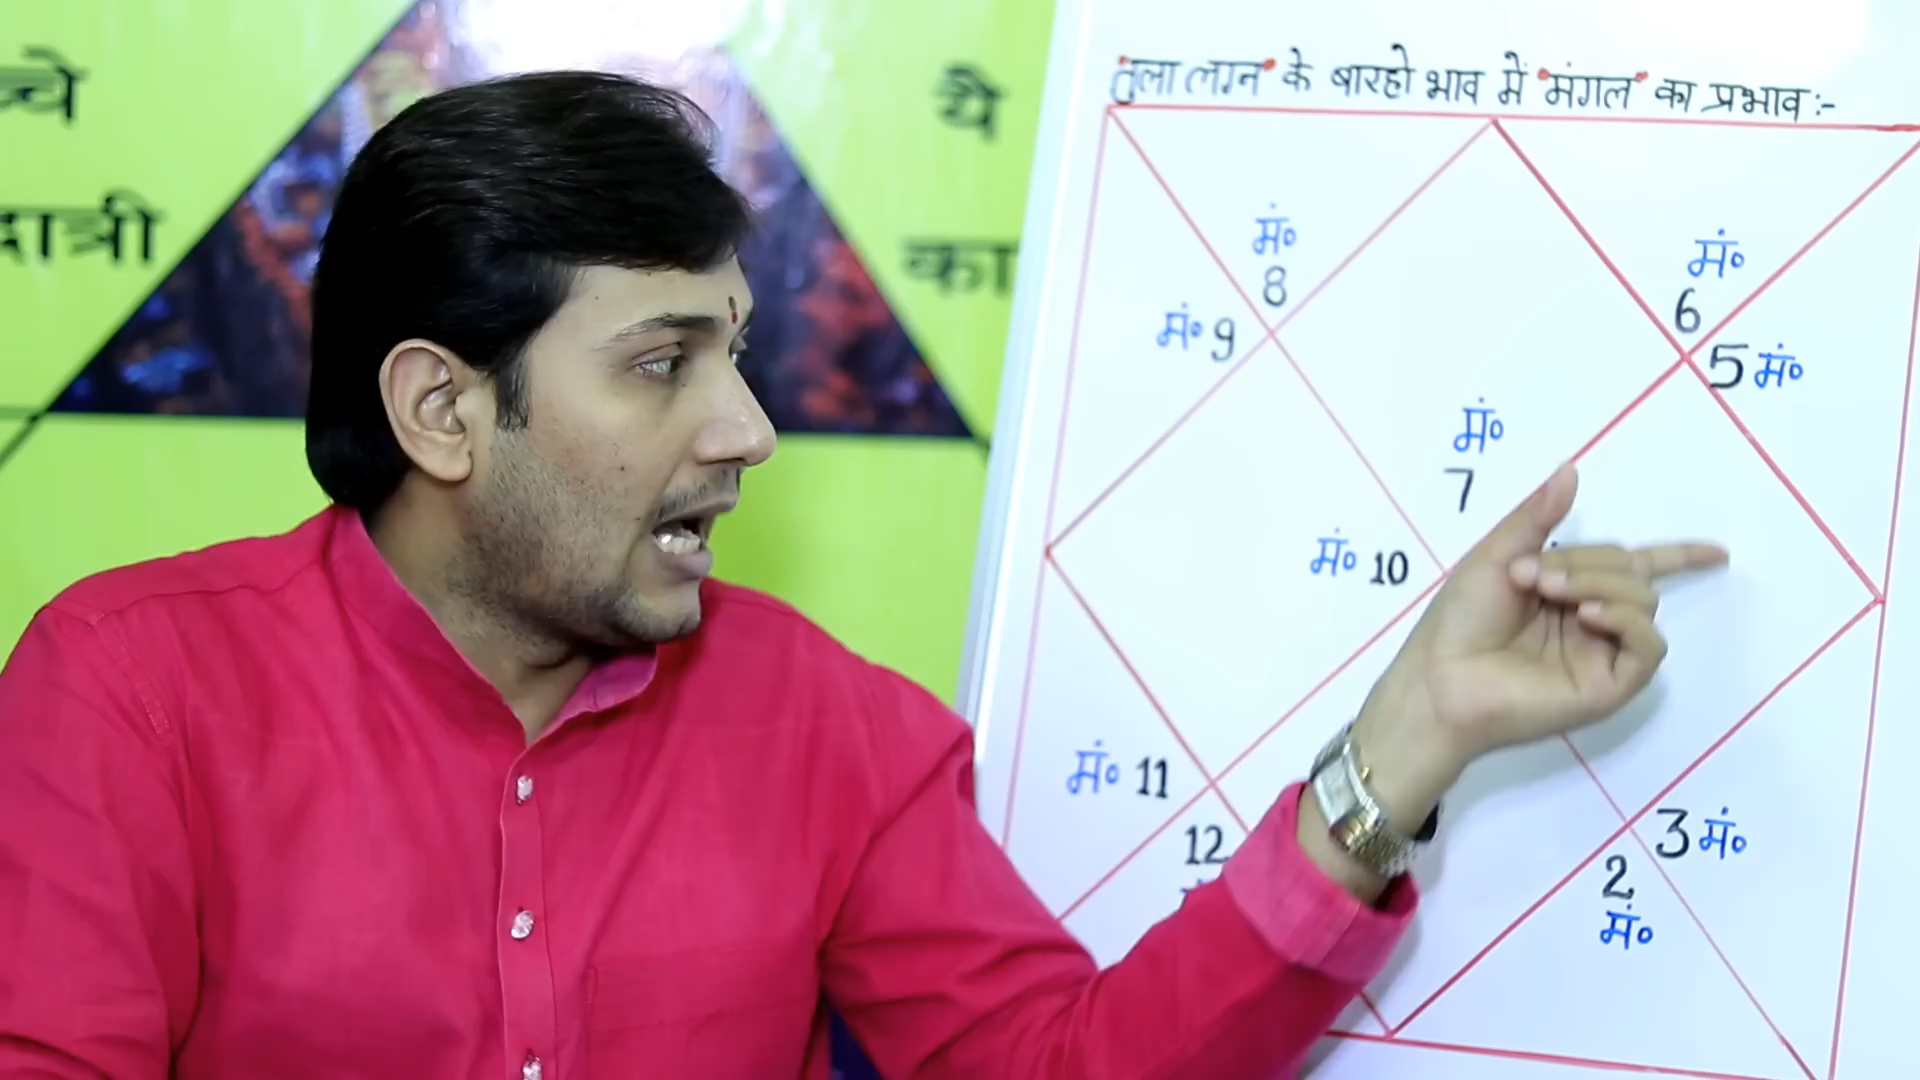 तुला लग्न के बारहो भाव में "मंगल" का प्रभाव :-
दात्री
थै
का
मं०
8
मं० 9
मं०
6
5 मं०
मं०
7
मं० 10
मं० 11
12
3 मं०
2
मं०